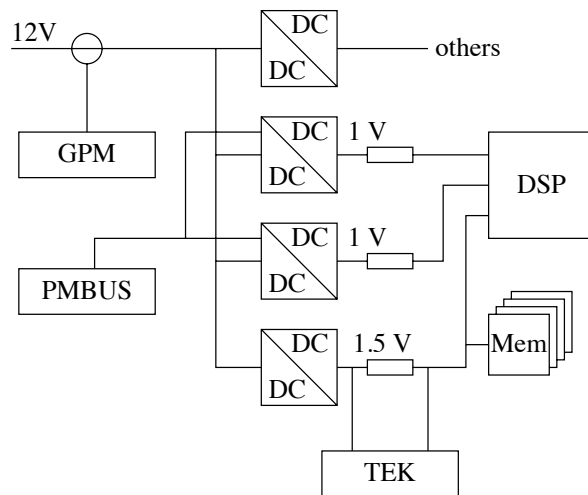 12V
DC
DC
others
GPM
DC
DC
1 V
DSP
PMBUS
DC
DC
1 V
DC
DC
1.5 V
Mem
TEK